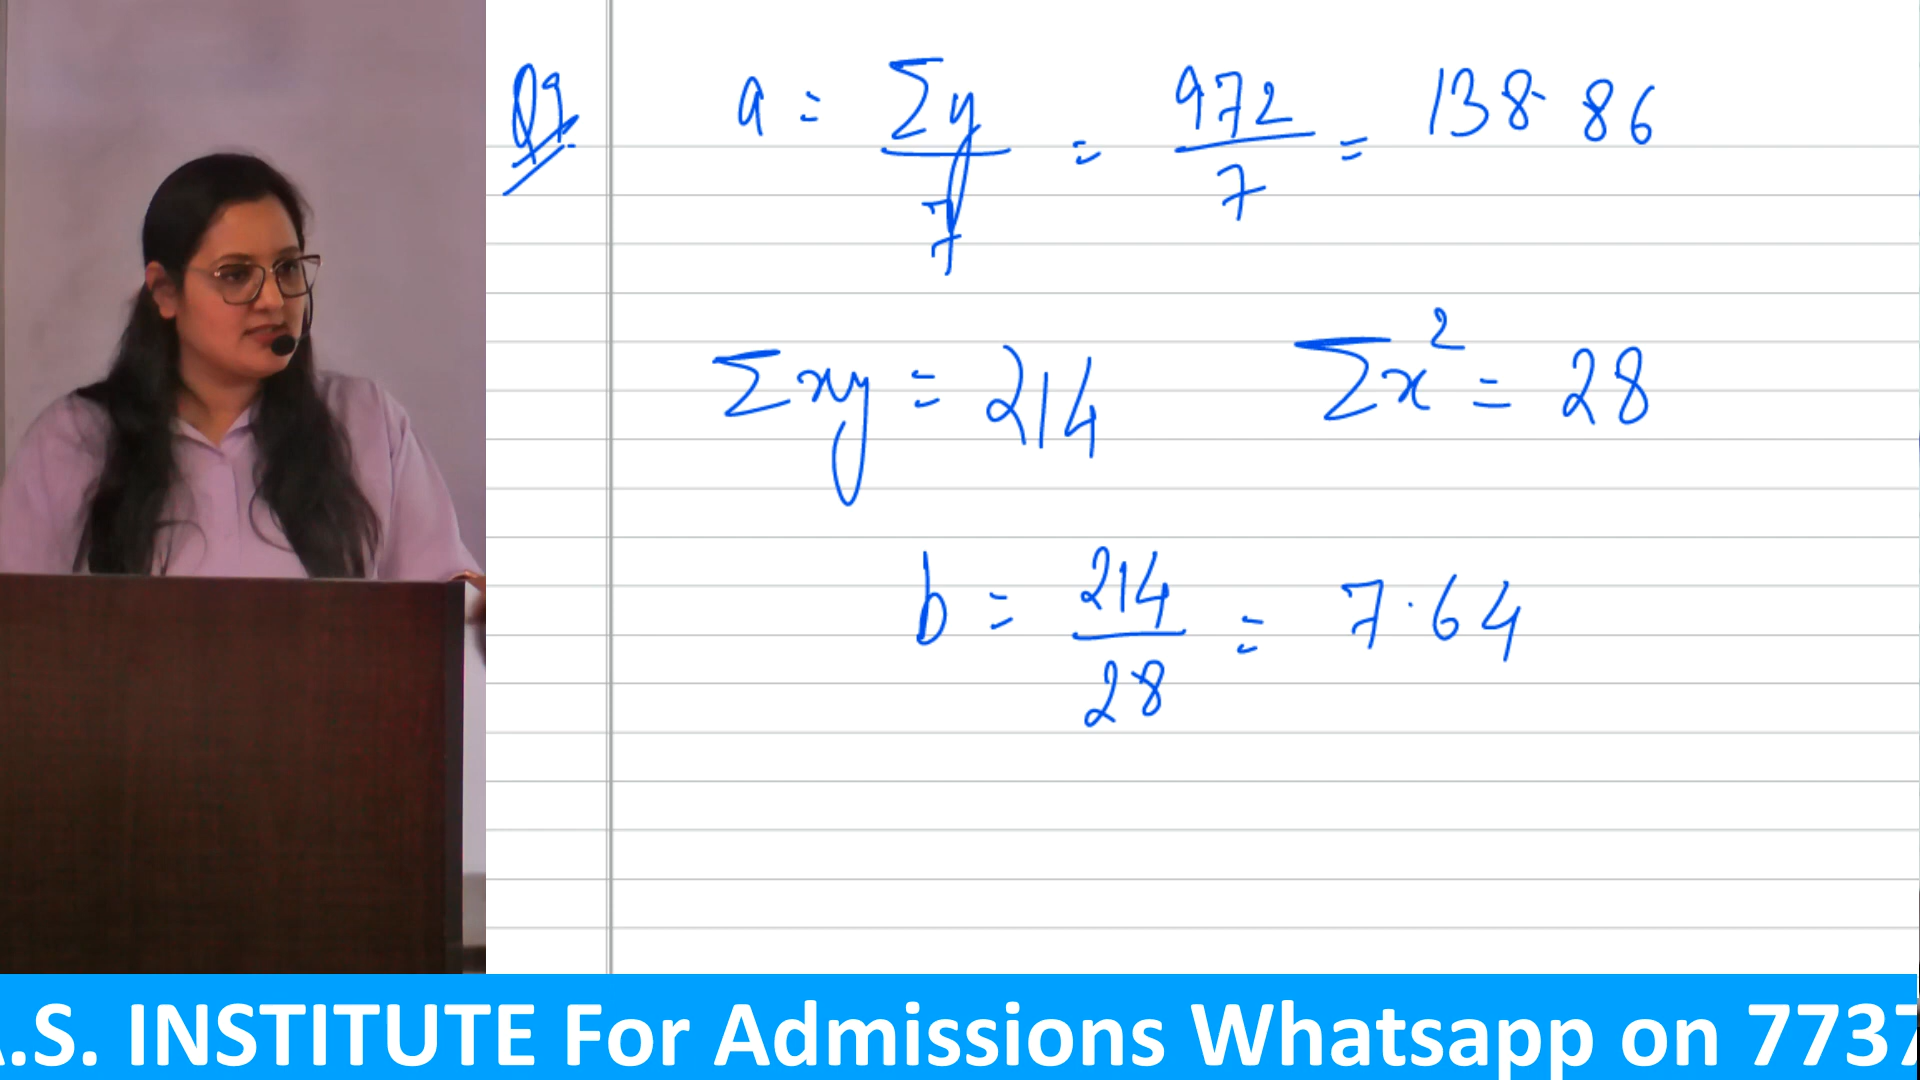 Q9.
a = Σy / 7 = 972 / 7 = 138.86
Σxy = 214 Σx² = 28
b = 214 / 28 = 7.64
A.S. INSTITUTE For Admissions Whatsapp on 7737